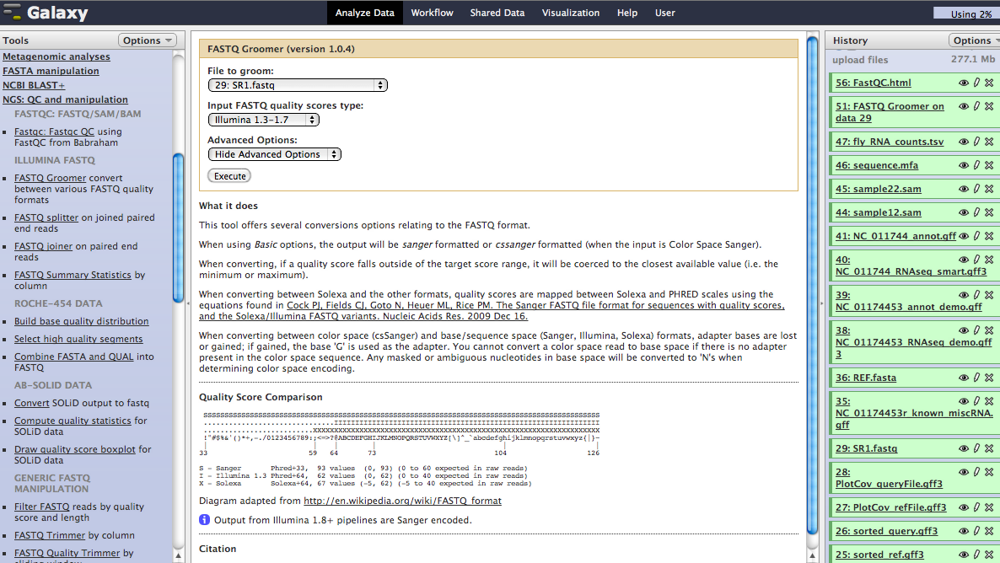 Galaxy
Analyze Data
Workflow
Shared Data
Visualization
Help
User
Using 2%
Tools
Options
Metagenomic analyses
FASTA manipulation
NCBI BLAST+
NGS: QC and manipulation
FASTQC: FASTQ/SAM/BAM
Fastqc: Fastqc QC using
FastQC from Babraham
ILLUMINA FASTQ
FASTQ Groomer convert
between various FASTQ quality
formats
FASTQ splitter on joined paired
end reads
FASTQ joiner on paired end
reads
FASTQ Summary Statistics by
column
ROCHE-454 DATA
Build base quality distribution
Select high quality segments
Combine FASTA and QUAL into
FASTQ
AB-SOLID DATA
Convert SOLiD output to fastq
Compute quality statistics for
SOLiD data
Draw quality score boxplot for
SOLiD data
GENERIC FASTQ
MANIPULATION
Filter FASTQ reads by quality
score and length
FASTQ Trimmer by column
FASTQ Quality Trimmer by
sliding window
FASTQ Groomer (version 1.0.4)
File to groom:
29: SR1.fastq
Input FASTQ quality scores type:
Illumina 1.3-1.7
Advanced Options:
Hide Advanced Options
Execute
What it does
This tool offers several conversions options relating to the FASTQ format.
When using Basic options, the output will be sanger formatted or cssanger formatted (when the input is Color Space Sanger).
When converting, if a quality score falls outside of the target score range, it will be coerced to the closest available value (i.e. the
minimum or maximum).
When converting between Solexa and the other formats, quality scores are mapped between Solexa and PHRED scales using the
equations found in Cock PJ, Fields CJ, Goto N, Heuer ML, Rice PM. The Sanger FASTQ file format for sequences with quality scores,
and the Solexa/Illumina FASTQ variants. Nucleic Acids Res. 2009 Dec 16.
When converting between color space (csSanger) and base/sequence space (Sanger, Illumina, Solexa) formats, adapter bases are lost
or gained; if gained, the base 'G' is used as the adapter. You cannot convert a color space read to base space if there is no adapter
present in the color space sequence. Any masked or ambiguous nucleotides in base space will be converted to 'N's when
determining color space encoding.
Quality Score Comparison
SSSSSSSSSSSSSSSSSSSSSSSSSSSSSSSSSSSSSSSSSSSSSSSSSSSSSSSSSSSSSSSSSSSSSSSSSSSSSSSSSSSSSSSSSSSSSS
...............................IIIIIIIIIIIIIIIIIIIIIIIIIIIIIIIIIIIIIIIIIIIIIIIIIIIIIIIIIIIIIII
..........................XXXXXXXXXXXXXXXXXXXXXXXXXXXXXXXXXXXXXXXXXXXXXXXXXXXXXXXXXXXXXXXXXXXX
!"#$%&'()*+,-./0123456789:;<=>?@ABCDEFGHIJKLMNOPQRSTUVWXYZ[\]^_`abcdefghijklmnopqrstuvwxyz{|}~
| | | | | |
33 59 64 73 104 126
S - Sanger Phred+33, 93 values (0, 93) (0 to 60 expected in raw reads)
I - Illumina 1.3 Phred+64, 62 values (0, 62) (0 to 40 expected in raw reads)
X - Solexa Solexa+64, 67 values (-5, 62) (-5 to 40 expected in raw reads)
Diagram adapted from http://en.wikipedia.org/wiki/FASTQ_format
Output from Illumina 1.8+ pipelines are Sanger encoded.
Citation
History
Options
upload files
277.1 Mb
56: FastQC.html
51: FASTQ Groomer on
data 29
47: fly_RNA_counts.tsv
46: sequence.mfa
45: sample22.sam
44: sample12.sam
41: NC_011744_annot.gff
40:
NC_011744_RNAseq_smart.gff3
39:
NC_01174453_annot_demo.gff
38:
NC_01174453_RNAseq_demo.gff
3
36: REF.fasta
35:
NC_01174453r_known_miscRNA.
gff
29: SR1.fastq
28:
PlotCov_queryFile.gff3
27: PlotCov_refFile.gff3
26: sorted_query.gff3
25: sorted_ref.gff3